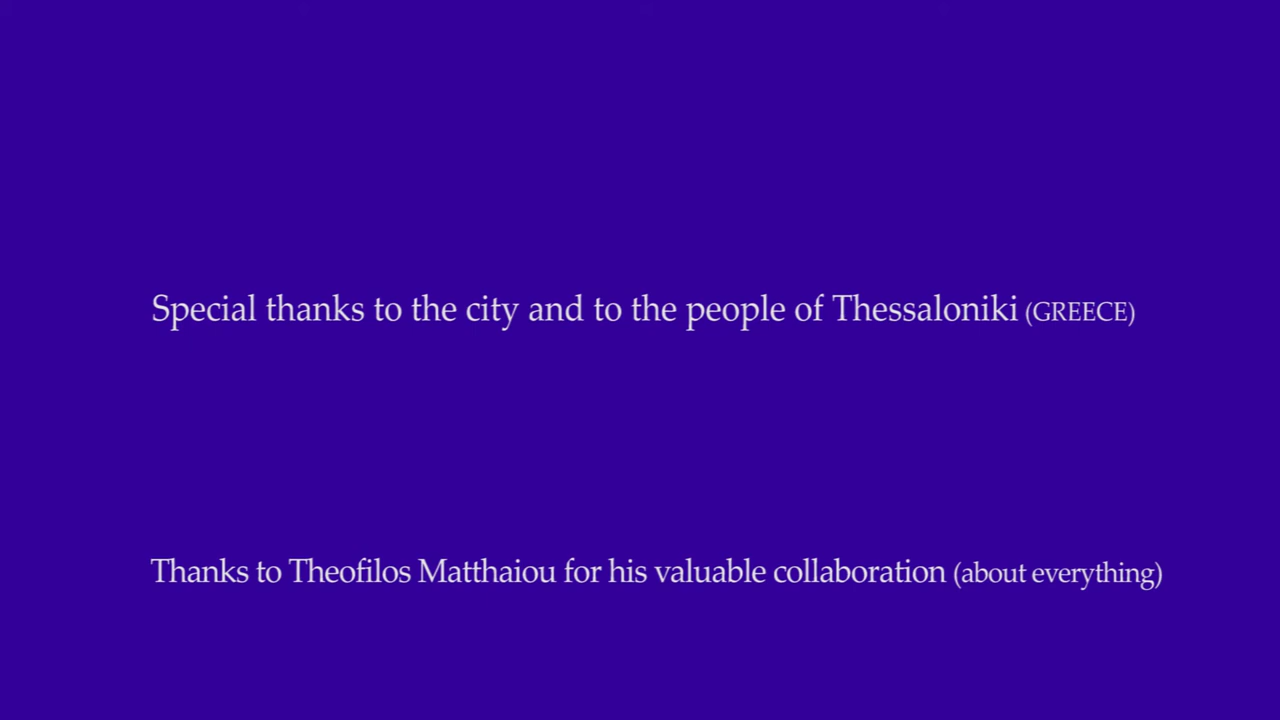 Special thanks to the city and to the people of Thessaloniki (GREECE)
Thanks to Theofilos Matthaiou for his valuable collaboration (about everything)